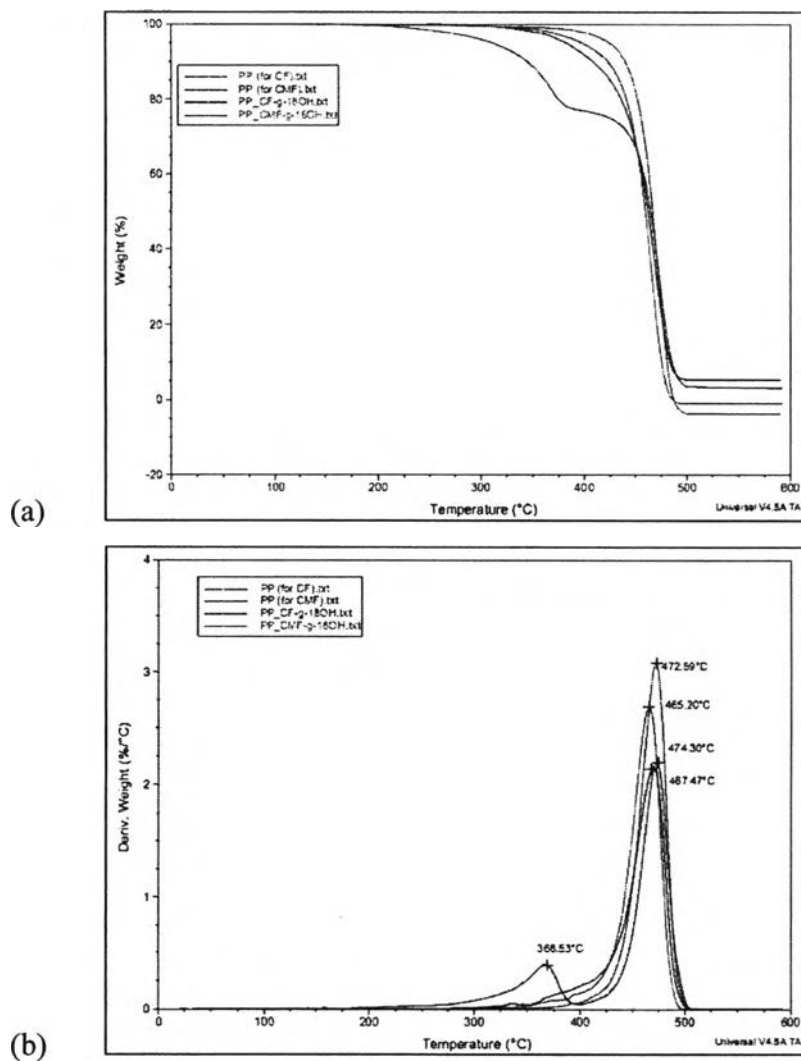 100
80
60
40
20
0
-20
Weight (%)
PP (for CF).txt
PP (for CMF).txt
PP_CF-g-18OH.txt
PP_CMF-g-18OH.txt
0
100
200
300
400
500
600
Temperature (°C)
Universal V4.5A TA
(a)
4
3
2
1
0
Deriv. Weight (%/°C)
PP (for CF).txt
PP (for CMF).txt
PP_CF-g-18OH.txt
PP_CMF-g-18OH.txt
472.59°C
465.20°C
474.30°C
467.47°C
368.53°C
0
100
200
300
400
500
600
Temperature (°C)
Universal V4.5A TA
(b)